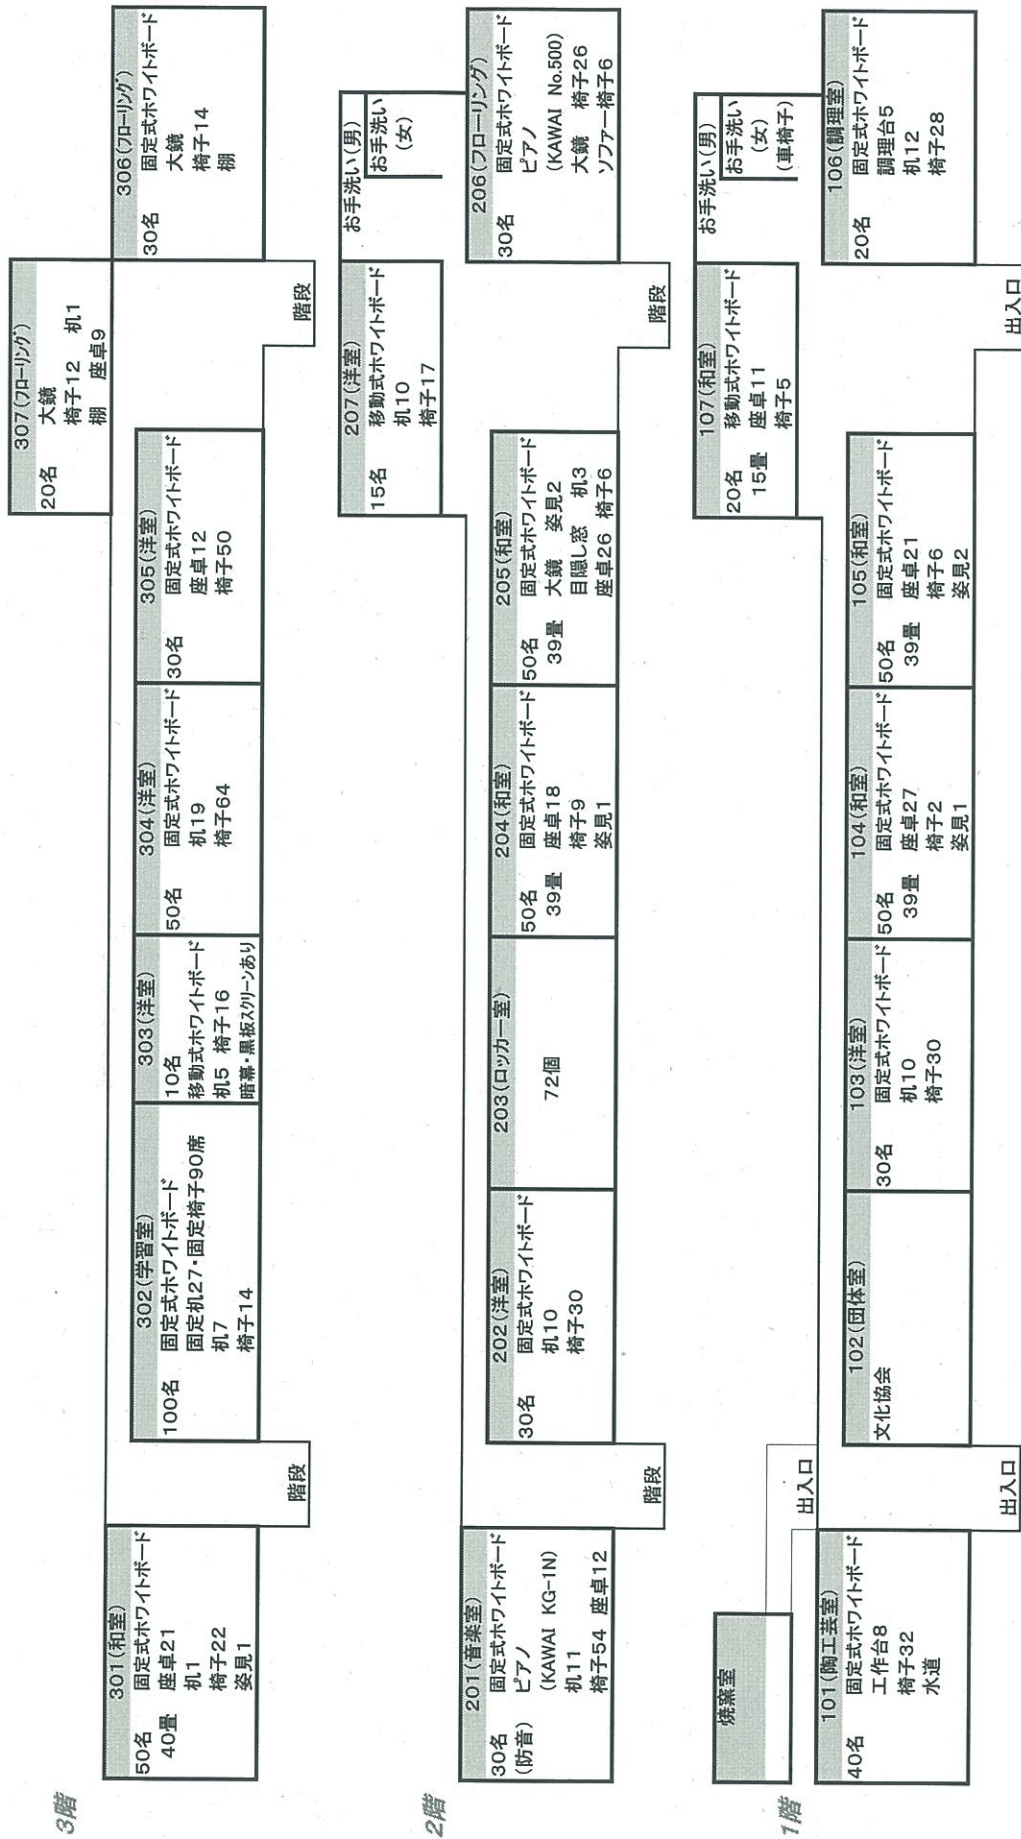 3階
301(和室)
50名 固定式ホワイトボード
40畳 座卓21
机1
椅子22
姿見1
階段
302(学習室)
100名 固定式ホワイトボード
固定机27・固定椅子90席
机7
椅子14
303(洋室)
10名
移動式ホワイトボード
机5 椅子16
暗幕・黒板スクリーンあり
304(洋室)
50名 固定式ホワイトボード
机19
椅子64
305(洋室)
30名 固定式ホワイトボード
座卓12
椅子50
307(フローリング)
20名 大鏡
椅子12 机1
棚 座卓9
階段
306(フローリング)
30名 固定式ホワイトボード
大鏡
椅子14
棚
2階
201(音楽室)
30名 固定式ホワイトボード
(防音) ピアノ
(KAWAI KG-1N)
机11
椅子54 座卓12
階段
202(洋室)
30名 固定式ホワイトボード
机10
椅子30
203(ロッカー室)
72個
204(和室)
50名 固定式ホワイトボード
39畳 座卓18
椅子9
姿見1
205(和室)
50名 固定式ホワイトボード
39畳 大鏡 姿見2
目隠し窓 机3
座卓26 椅子6
207(洋室)
15名 移動式ホワイトボード
机10
椅子17
お手洗い(男)
お手洗い
(女)
階段
206(フローリング)
30名 固定式ホワイトボード
ピアノ
(KAWAI No.500)
大鏡 椅子26
ソファー椅子6
1階
焼窯室
出入口
101(陶工芸室)
40名 固定式ホワイトボード
工作台8
椅子32
水道
出入口
102(団体室)
文化協会
103(洋室)
30名 固定式ホワイトボード
机10
椅子30
104(和室)
50名 固定式ホワイトボード
39畳 座卓27
椅子2
姿見1
105(和室)
50名 固定式ホワイトボード
39畳 座卓21
椅子6
姿見2
107(和室)
20名 移動式ホワイトボード
15畳 座卓11
椅子5
お手洗い(男)
お手洗い
(女)
(車椅子)
出入口
106(調理室)
20名 固定式ホワイトボード
調理台5
机12
椅子28